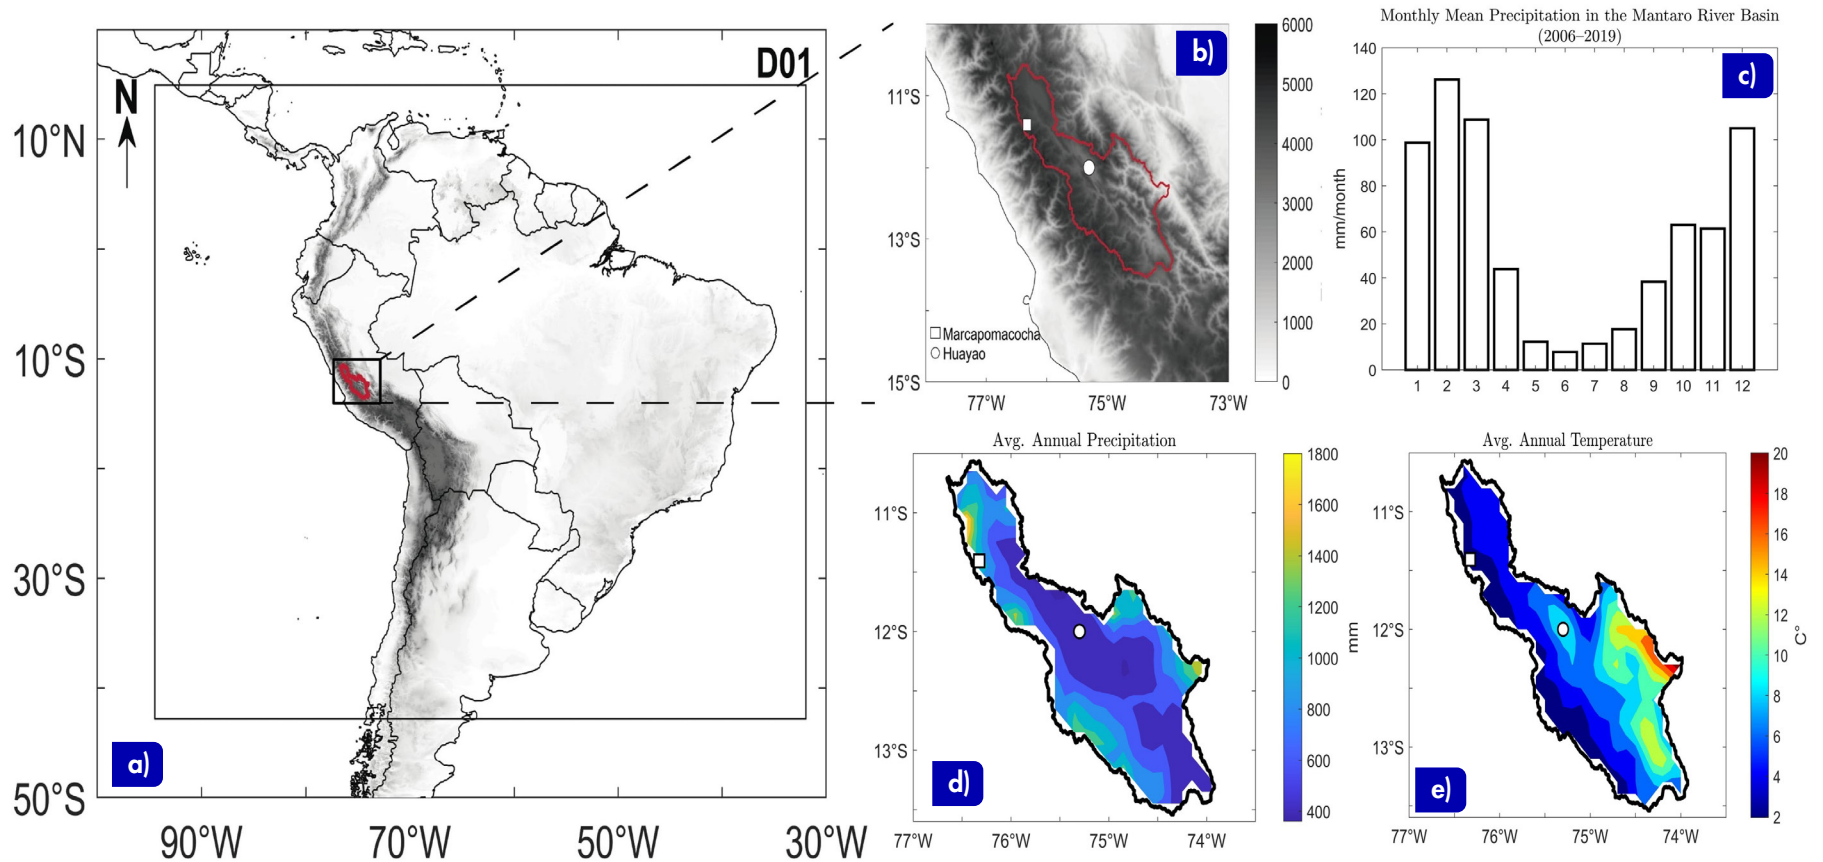 D01
N
10°N
10°S
30°S
50°S
90°W
70°W
50°W
30°W
a)
b)
11°S
13°S
15°S
77°W
75°W
73°W
Marcapomacocha
Huayao
6000
5000
4000
3000
2000
1000
0
Monthly Mean Precipitation in the Mantaro River Basin
(2006–2019)
c)
mm/month
140
120
100
80
60
40
20
0
1 2 3 4 5 6 7 8 9 10 11 12
Avg. Annual Precipitation
11°S
12°S
13°S
77°W
76°W
75°W
74°W
d)
1800
1600
1400
1200
1000
800
600
400
mm
Avg. Annual Temperature
11°S
12°S
13°S
77°W
76°W
75°W
74°W
e)
20
18
16
14
12
10
8
6
4
2
C°